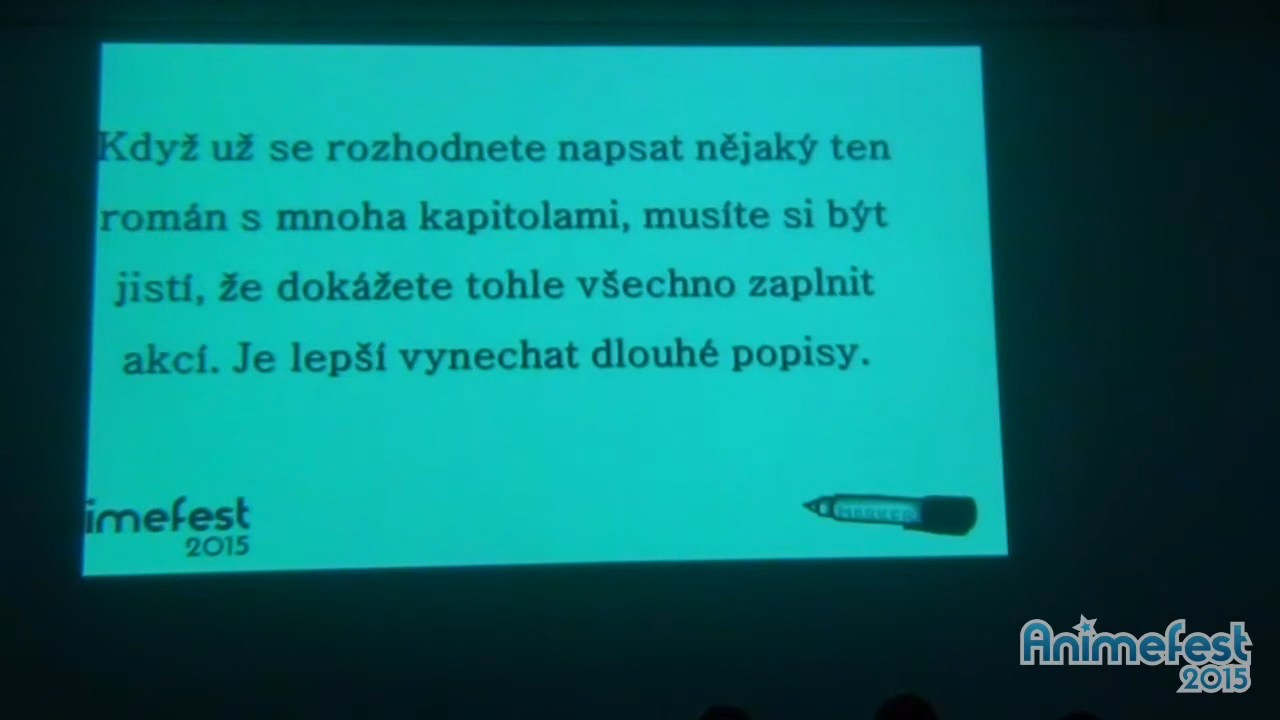 Když už se rozhodnete napsat nějaký ten
román s mnoha kapitolami, musíte si být
jistí, že dokážete tohle všechno zaplnit
akcí. Je lepší vynechat dlouhé popisy.
imefest
2015
MARKER
Animefest
2015